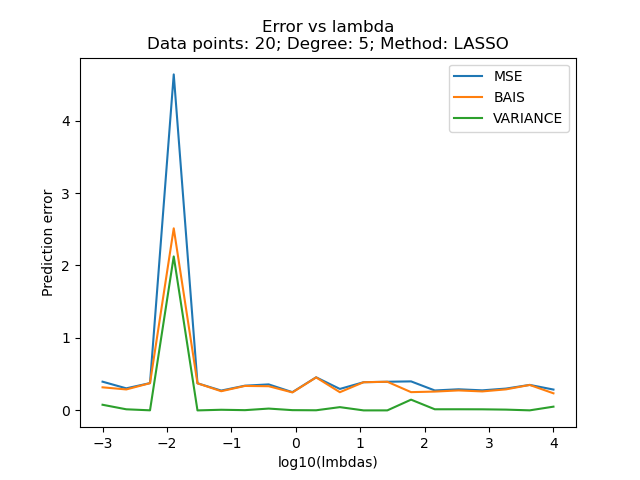 Error vs lambda
Data points: 20; Degree: 5; Method: LASSO
MSE
BAIS
VARIANCE
Prediction error
4
3
2
1
0
−3
−2
−1
0
1
2
3
4
log10(lmbdas)